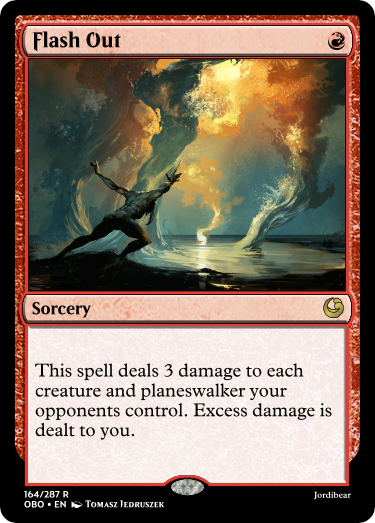 Flash Out
Sorcery
This spell deals 3 damage to each
creature and planeswalker your
opponents control. Excess damage is
dealt to you.
164/287 R
OBO • EN Tomasz Jedruszek
Jordibear